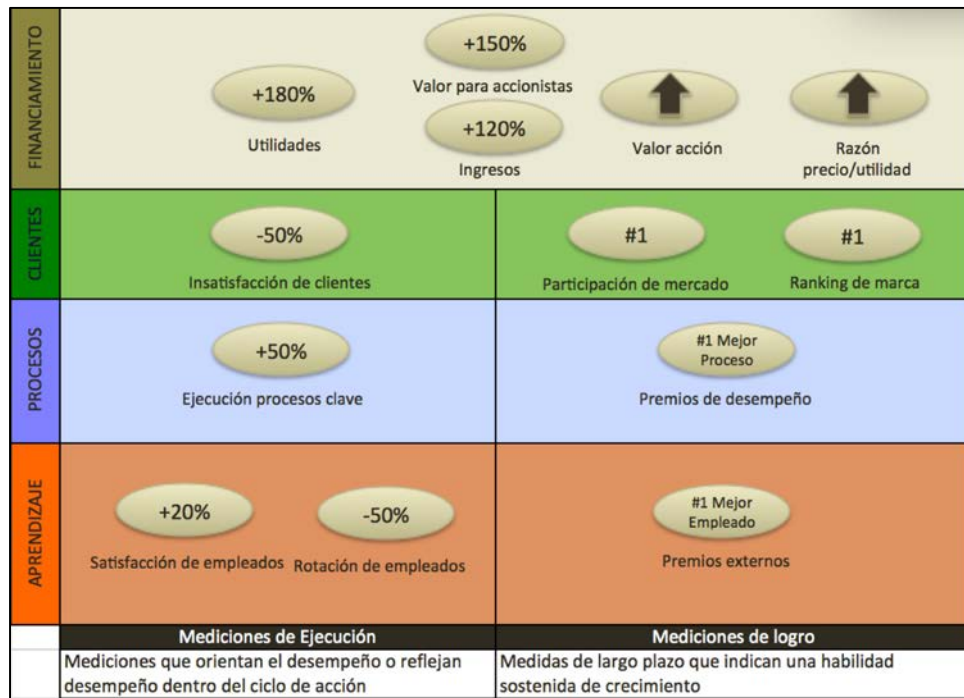 FINANCIAMIENTO
+150%
Valor para accionistas
+180%
Utilidades
+120%
Ingresos
Valor acción
Razón
precio/utilidad
CLIENTES
-50%
Insatisfacción de clientes
#1
Participación de mercado
#1
Ranking de marca
PROCESOS
+50%
Ejecución procesos clave
#1 Mejor
Proceso
Premios de desempeño
APRENDIZAJE
+20%
Satisfacción de empleados
-50%
Rotación de empleados
#1 Mejor
Empleado
Premios externos
Mediciones de Ejecución
Mediciones que orientan el desempeño o reflejan
desempeño dentro del ciclo de acción
Mediciones de logro
Medidas de largo plazo que indican una habilidad
sostenida de crecimiento